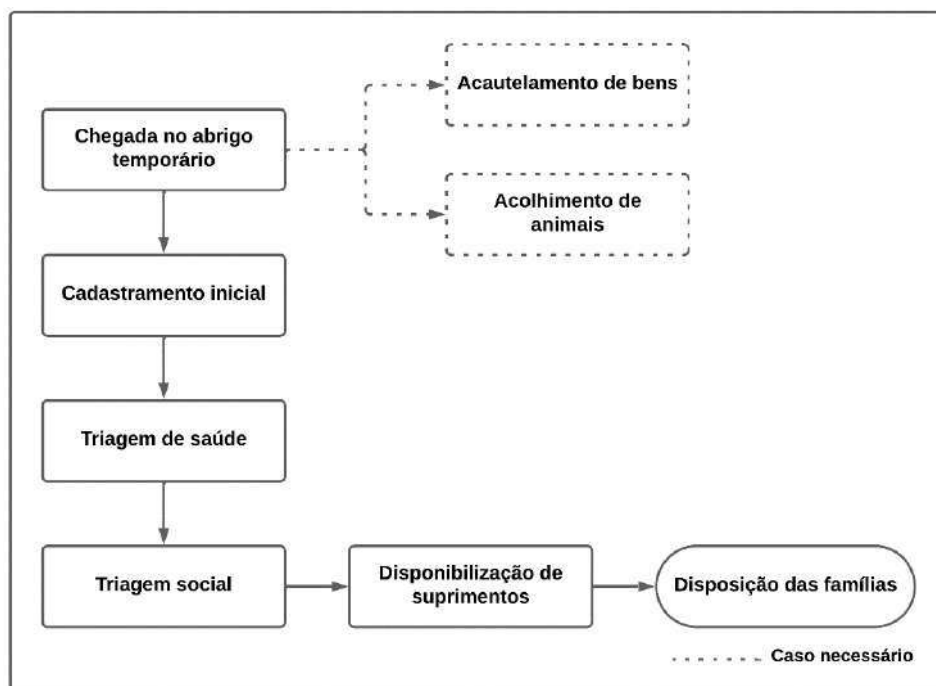 Acautelamento de bens
Chegada no abrigo
temporário
Acolhimento de
animais
Cadastramento inicial
Triagem de saúde
Triagem social
Disponibilização de
suprimentos
Disposição das famílias
Caso necessário